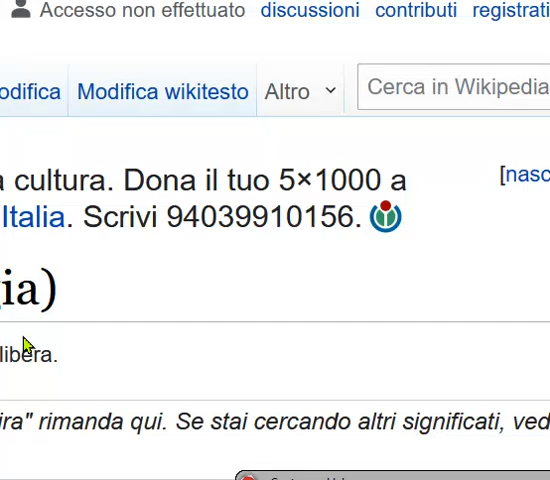 Accesso non effettuato discussioni contributi registrati
Modifica wikitesto Altro Cerca in Wikipedia
cultura. Dona il tuo 5×1000 a [nasc
Italia. Scrivi 94039910156.
ia)
libera.
ira" rimanda qui. Se stai cercando altri significati, ved